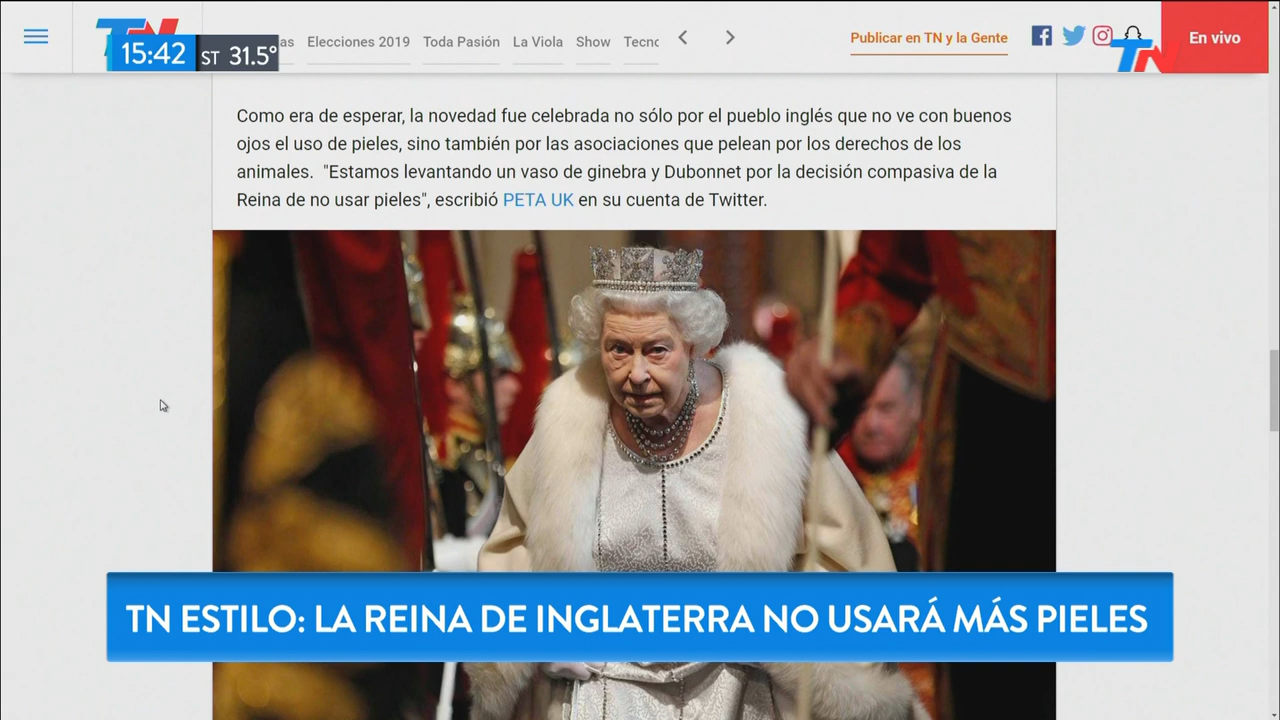 TN
15:42 ST 31.5°
as Elecciones 2019 Toda Pasión La Viola Show Tecno
Publicar en TN y la Gente
TN
En vivo
Como era de esperar, la novedad fue celebrada no sólo por el pueblo inglés que no ve con buenos
ojos el uso de pieles, sino también por las asociaciones que pelean por los derechos de los
animales. "Estamos levantando un vaso de ginebra y Dubonnet por la decisión compasiva de la
Reina de no usar pieles", escribió PETA UK en su cuenta de Twitter.
TN ESTILO: LA REINA DE INGLATERRA NO USARÁ MÁS PIELES